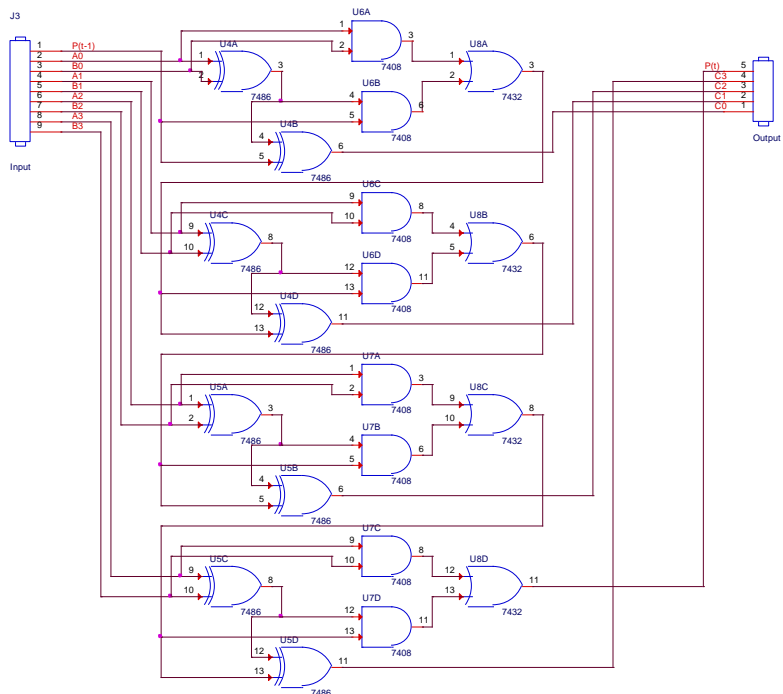 J3
1 P(t-1)
2 A0
3 B0
4 A1
5 B1
6 A2
7 B2
8 A3
9 B3
Input
U6A
1
2
3
7408
U4A
1
2
3
7486
U8A
1
2
3
7432
U6B
4
5
6
7408
U4B
4
5
6
7486
P(t) 5
C3 4
C2 3
C1 2
C0 1
Output
U6C
9
10
8
7408
U4C
9
10
8
7486
U8B
4
5
6
7432
U6D
12
13
11
7408
U4D
12
13
11
7486
U7A
1
2
3
7408
U5A
1
2
3
7486
U8C
9
10
8
7432
U7B
4
5
6
7408
U5B
4
5
6
7486
U7C
9
10
8
7408
U5C
9
10
8
7486
U8D
12
13
11
7432
U7D
12
13
11
7408
U5D
12
13
11
7486